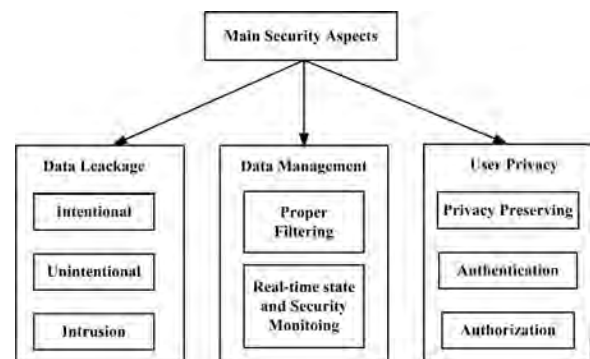 Main Security Aspects
Data Leackage
Intentional
Unintentional
Intrusion
Data Management
Proper
Filtering
Real-time state
and Security
Monitoing
User Privacy
Privacy Preserving
Authentication
Authorization